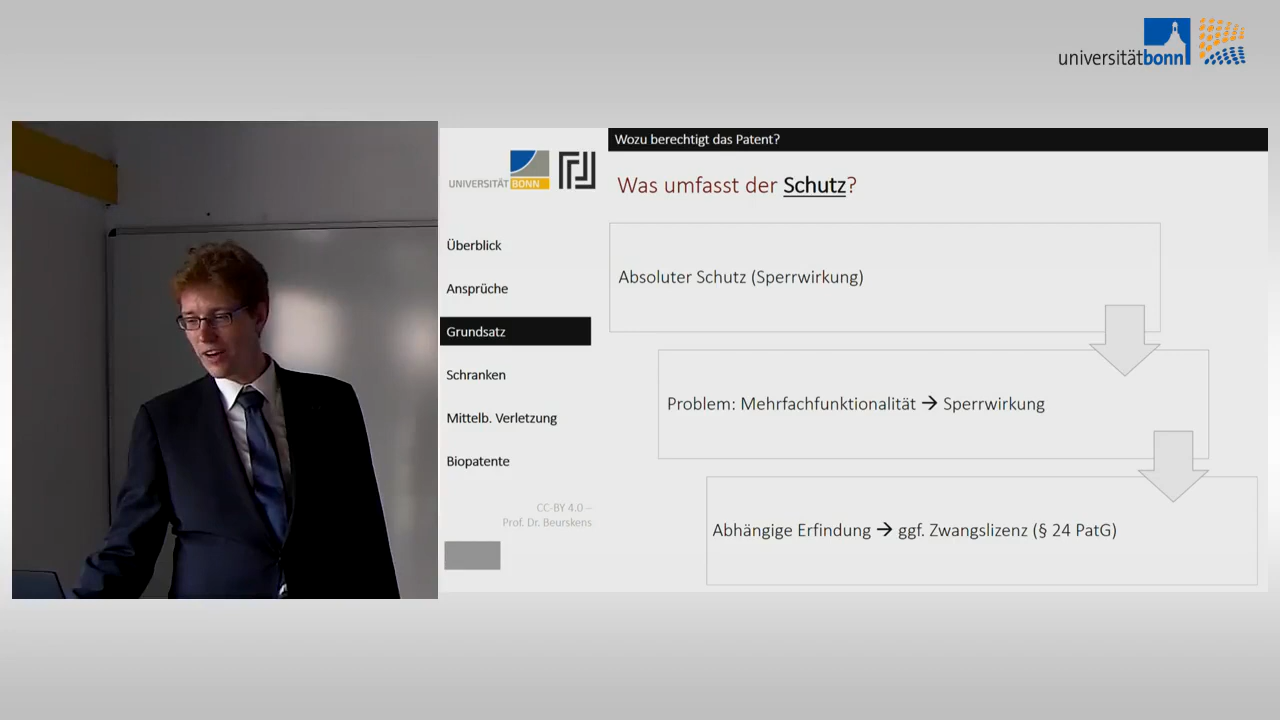 universitätbonn
Wozu berechtigt das Patent?
UNIVERSITÄT BONN
Was umfasst der Schutz?
Überblick
Ansprüche
Grundsatz
Schranken
Mittelb. Verletzung
Biopatente
CC-BY 4.0 –
Prof. Dr. Beurskens
Absoluter Schutz (Sperrwirkung)
Problem: Mehrfachfunktionalität → Sperrwirkung
Abhängige Erfindung → ggf. Zwangslizenz (§ 24 PatG)